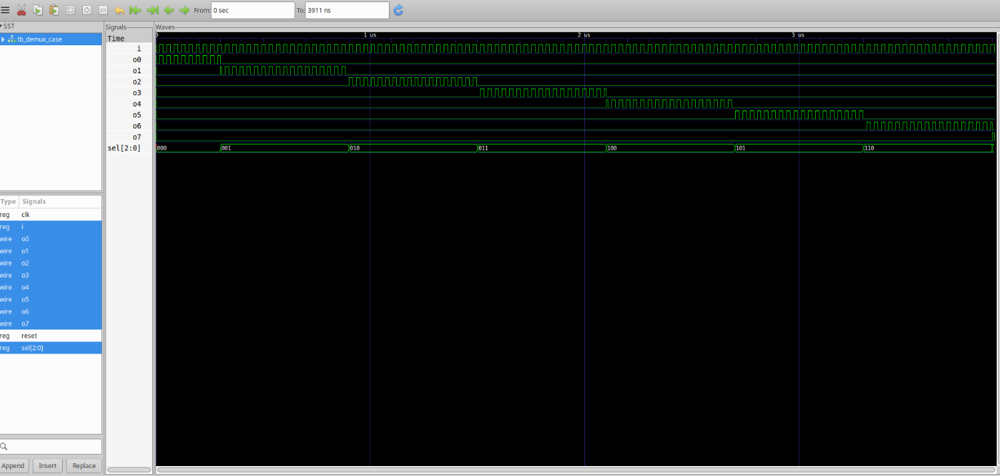 From: 0 sec To: 3911 ns
SST
tb_demux_case
Type Signals
reg clk
reg i
wire o0
wire o1
wire o2
wire o3
wire o4
wire o5
wire o6
wire o7
reg reset
reg sel[2:0]
Append Insert Replace
Signals
Time
i
o0
o1
o2
o3
o4
o5
o6
o7
sel[2:0]
Waves
0 1 us 2 us 3 us
000 001 010 011 100 101 110